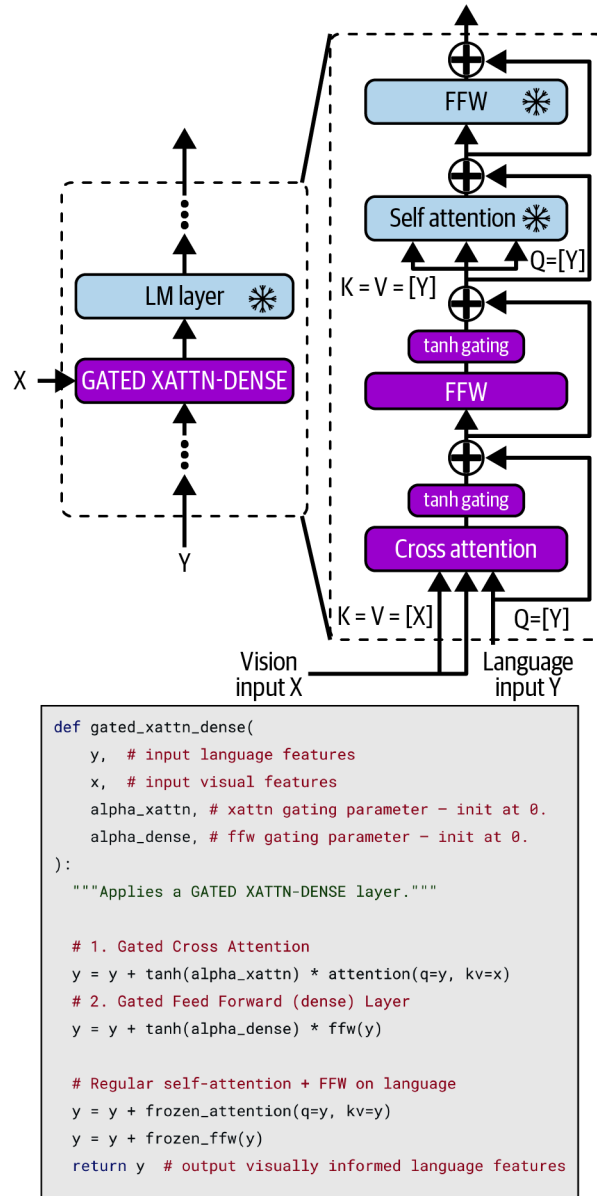 FFW
Self attention
K = V = [Y]
Q=[Y]
tanh gating
FFW
tanh gating
Cross attention
K = V = [X]
Q=[Y]
Vision
input X
Language
input Y
LM layer
X
GATED XATTN-DENSE
Y
def gated_xattn_dense(
    y,  # input language features
    x,  # input visual features
    alpha_xattn, # xattn gating parameter – init at 0.
    alpha_dense, # ffw gating parameter – init at 0.
):
  """Applies a GATED XATTN-DENSE layer."""
  # 1. Gated Cross Attention
  y = y + tanh(alpha_xattn) * attention(q=y, kv=x)
  # 2. Gated Feed Forward (dense) Layer
  y = y + tanh(alpha_dense) * ffw(y)
  # Regular self-attention + FFW on language
  y = y + frozen_attention(q=y, kv=y)
  y = y + frozen_ffw(y)
  return y  # output visually informed language features